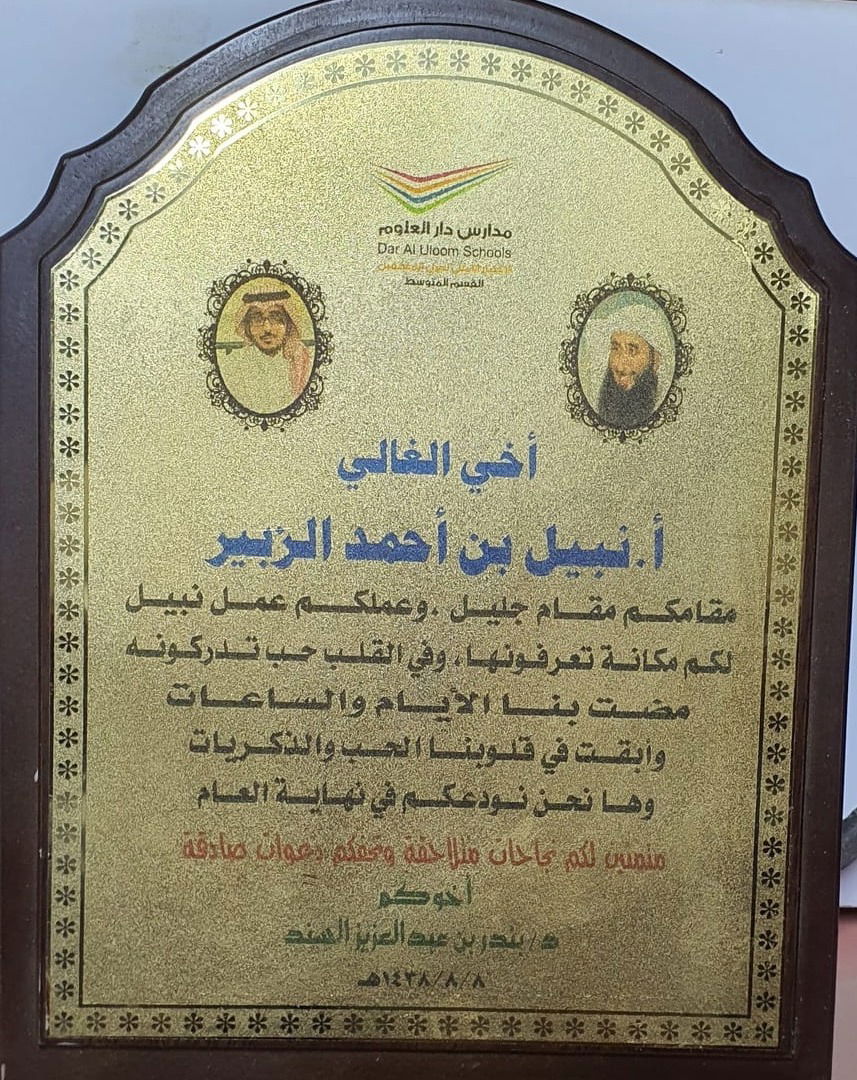 مدارس دار العلوم
Dar Al Uloom Schools
القسم المتوسط
أخي الغالي
أ.نبيل بن أحمد الزبير
مقامكم مقام جليل .وعملكم عمل نبيل
لكم مكانة تعرفونها، وفي القلب حب تدركونه
مضت بنا الأيام والساعات
وأبقت في قلوبنا الحب والذكريات
وها نحن نودعكم في نهاية العام
متمنين لكم نجاحات متلاحقة وتحفكم دعوات صادقة
أخوكم
د/بندر بن عبدالعزيز السند
١٤٣٨/٨/٨هـ